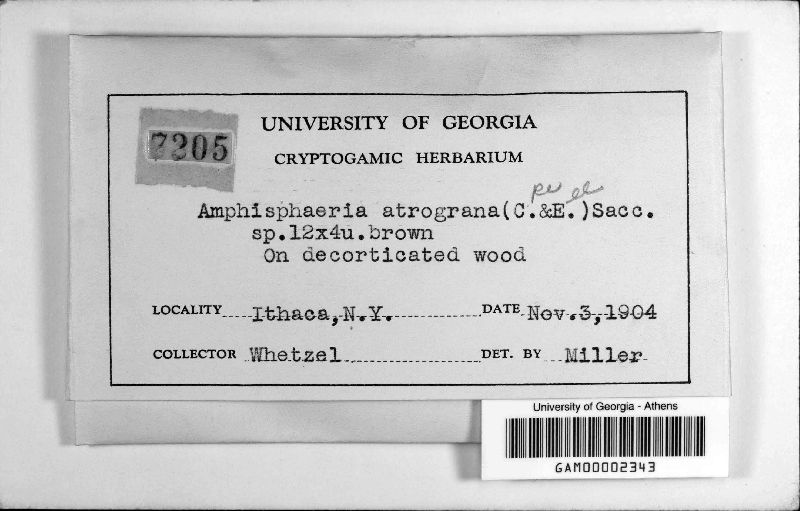 7205
UNIVERSITY OF GEORGIA
CRYPTOGAMIC HERBARIUM
Amphisphaeria atrograna(C.&E.)Sacc.
sp.12x4u.brown
On decorticated wood
LOCALITY Ithaca,N.Y. DATE Nov.3,1904
COLLECTOR Whetzel DET. BY Miller
University of Georgia - Athens
GAM00002343